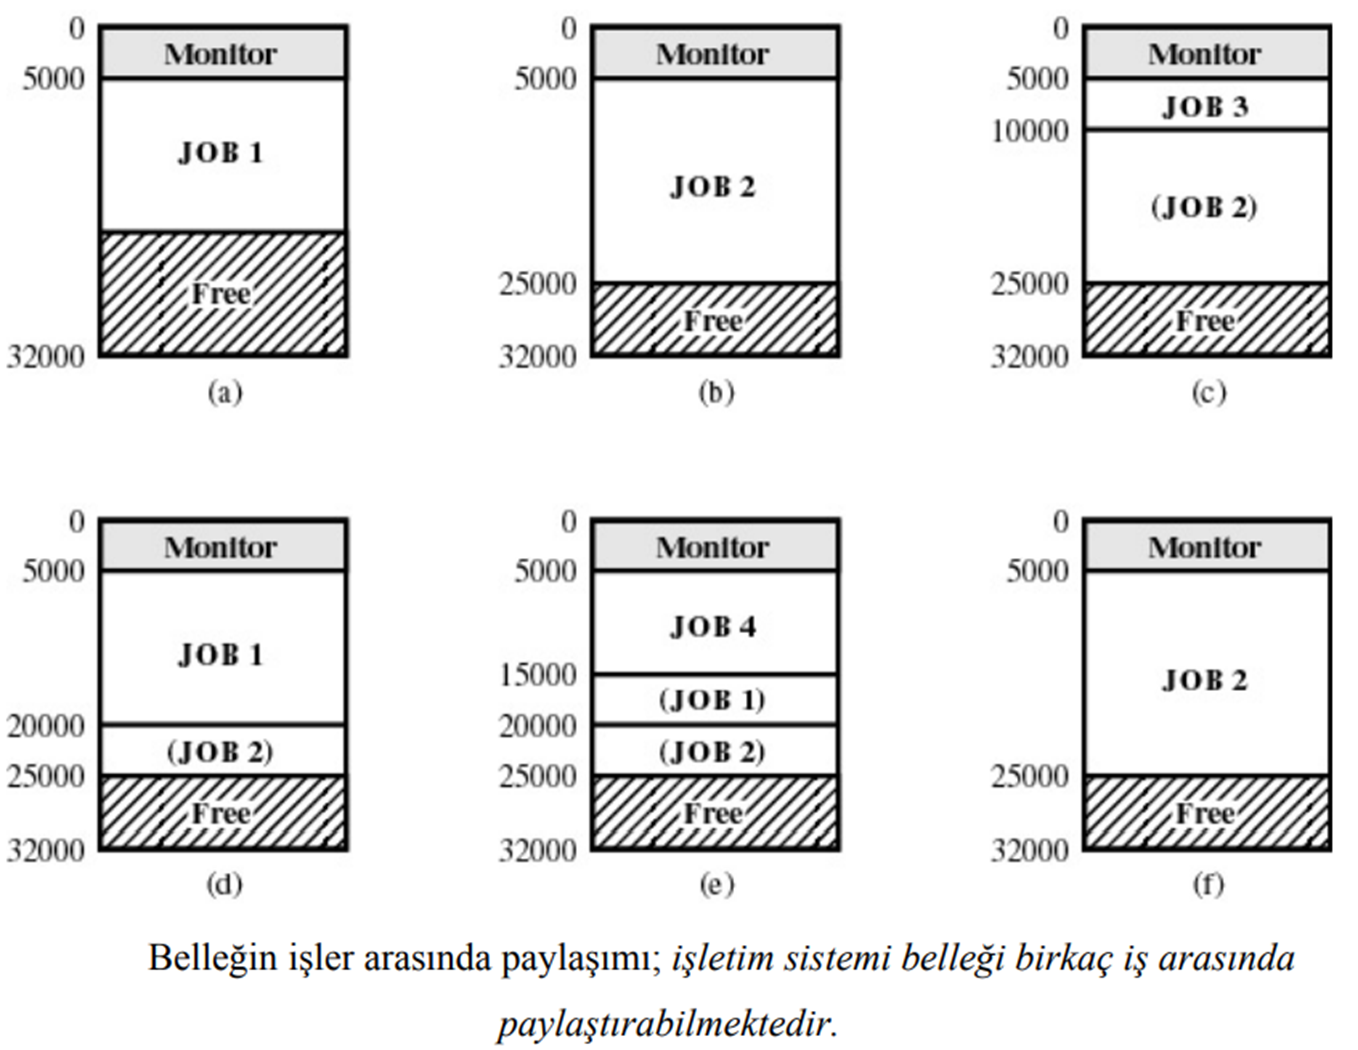 0
Monitor
5000
JOB 1
Free
32000
(a)
0
Monitor
5000
JOB 2
25000
Free
32000
(b)
0
Monitor
5000
JOB 3
10000
(JOB 2)
25000
Free
32000
(c)
0
Monitor
5000
JOB 1
20000
(JOB 2)
25000
Free
32000
(d)
0
Monitor
5000
JOB 4
15000
(JOB 1)
20000
(JOB 2)
25000
Free
32000
(e)
0
Monitor
5000
JOB 2
25000
Free
32000
(f)
Belleğin işler arasında paylaşımı; işletim sistemi belleği birkaç iş arasında
paylaştırabilmektedir.